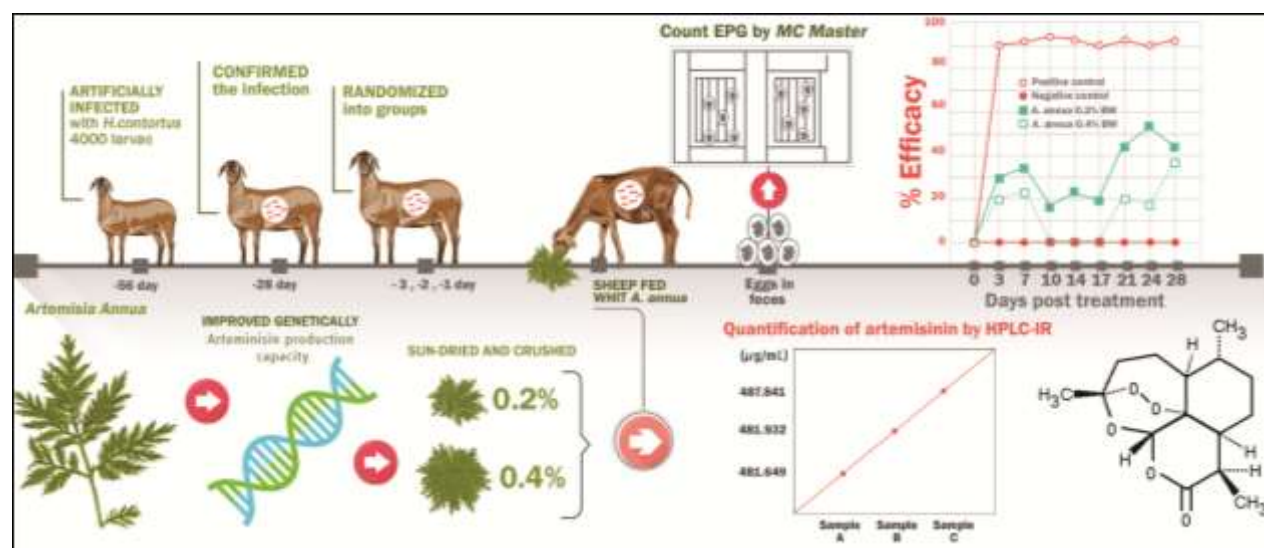 ARTIFICIALLY
INFECTED
with H.contortus
4000 larvae
CONFIRMED
the infection
RANDOMIZED
into groups
Count EPG by MC Master
-56 day
-28 day
-3 , -2 , -1 day
SHEEP FED
WHIT A. annua
Eggs in
feces
% Efficacy
100
80
60
40
20
0
Positive control
Negative control
A. annua 0.2% BW
A. annua 0.4% BW
0 3 7 10 14 17 21 24 28
Days post treatment
Artemisia Annua
IMPROVED GENETICALLY
Arteminisin production
capacity
SUN-DRIED AND CRUSHED
0.2%
0.4%
Quantification of artemisinin by HPLC-IR
(µg/mL)
487.841
481.932
481.649
Sample
A
Sample
B
Sample
C
CH3
H
H3C
O
O
O
H
H
H
O
CH3
O